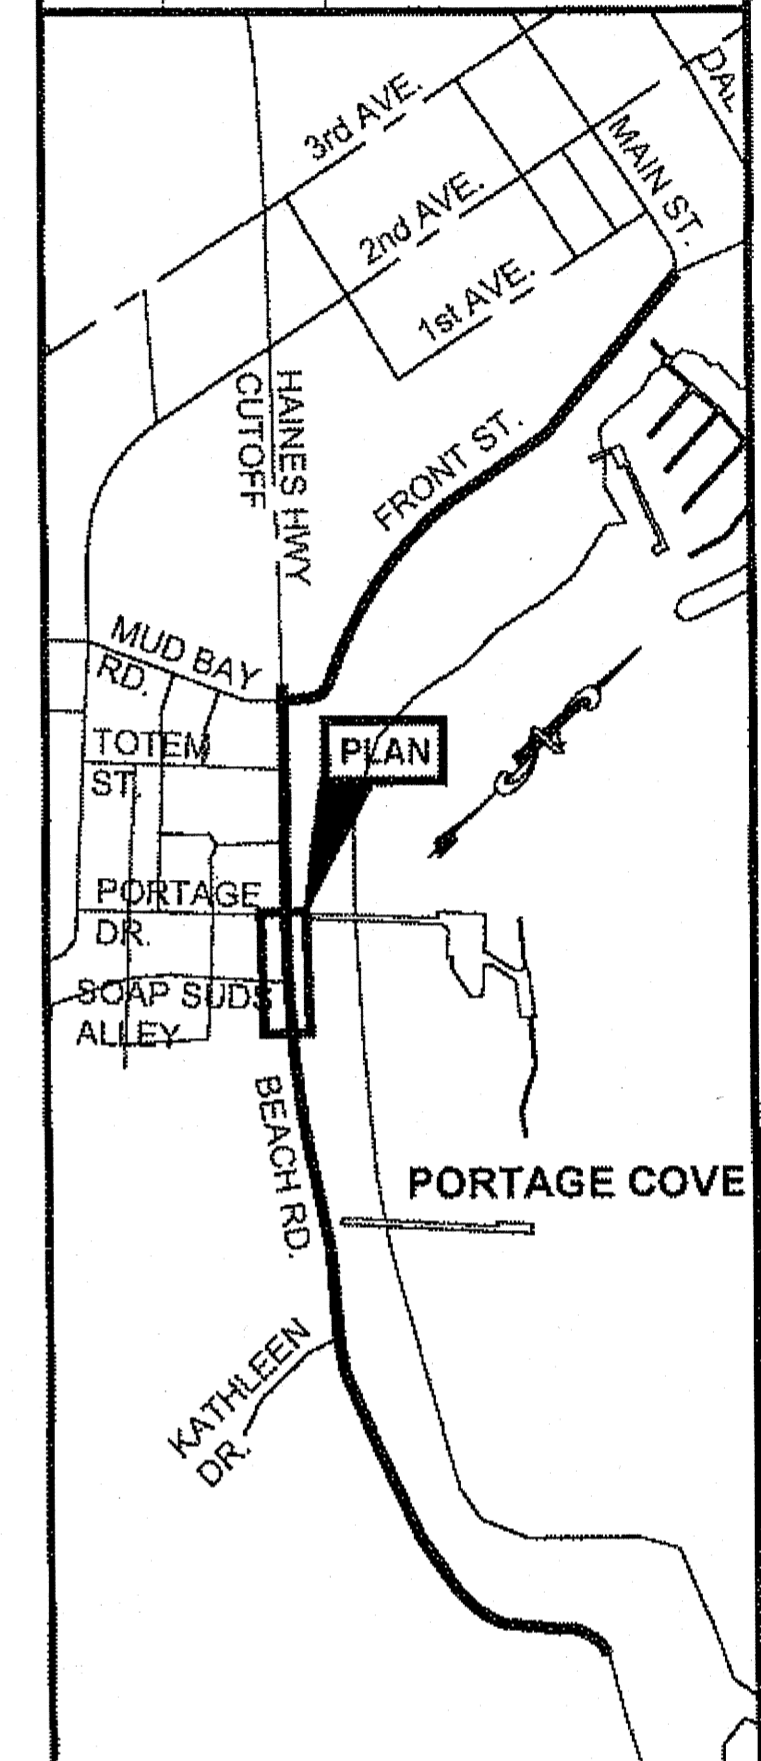 DAL
3rd AVE.
MAIN ST.
2nd AVE.
1st AVE.
HAINES HWY
CUTOFF
FRONT ST.
MUD BAY
RD.
TOTEM
ST.
PLAN
N
PORTAGE
DR.
SOAP SUDS
ALLEY
BEACH RD.
PORTAGE COVE
KATHLEEN
DR.